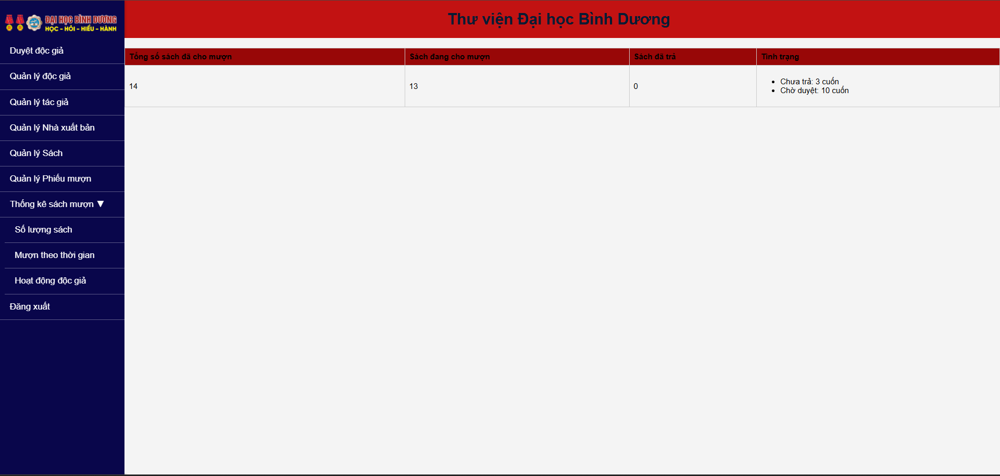 ĐẠI HỌC BÌNH DƯƠNG
HỌC - HỎI - HIỂU - HÀNH
Thư viện Đại học Bình Dương
Duyệt độc giả
Quản lý độc giả
Quản lý tác giả
Quản lý Nhà xuất bản
Quản lý Sách
Quản lý Phiếu mượn
Thống kê sách mượn ▼
Số lượng sách
Mượn theo thời gian
Hoạt động độc giả
Đăng xuất
Tổng số sách đã cho mượn Sách đang cho mượn Sách đã trả Tình trạng
14 13 0
• Chưa trả: 3 cuốn
• Chờ duyệt: 10 cuốn